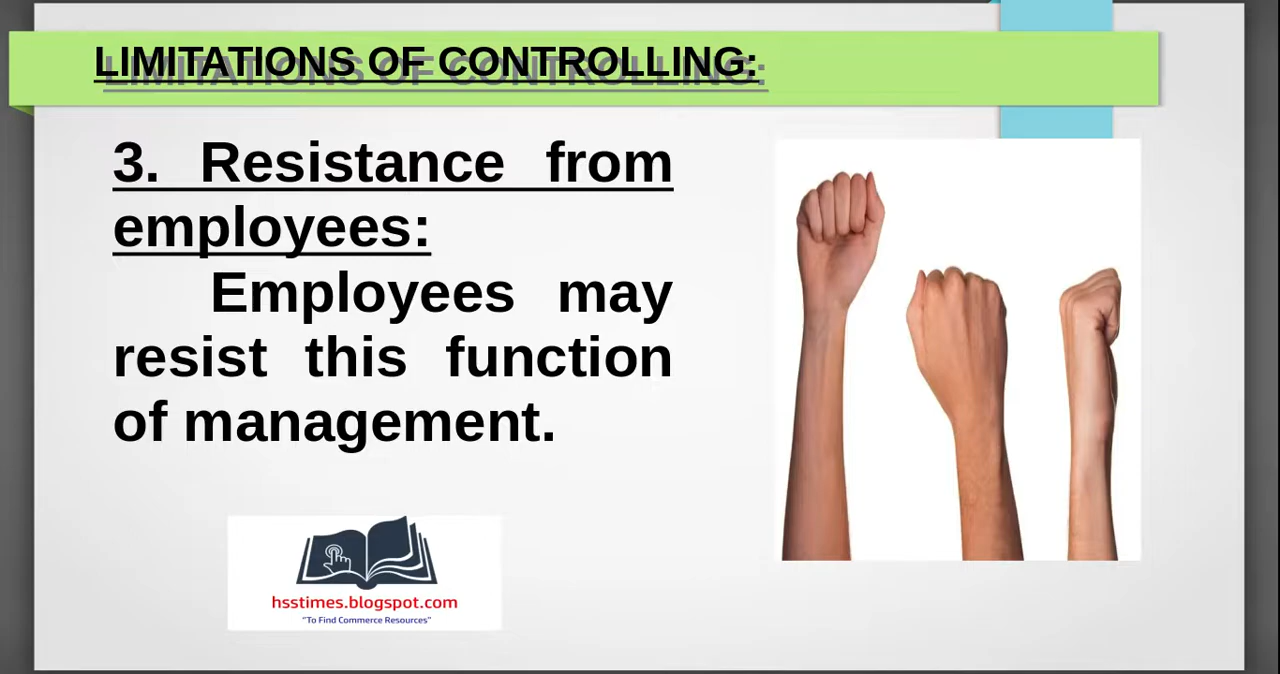 LIMITATIONS OF CONTROLLING:
3. Resistance from
employees:
Employees may
resist this function
of management.
hsstimes.blogspot.com
"To Find Commerce Resources"